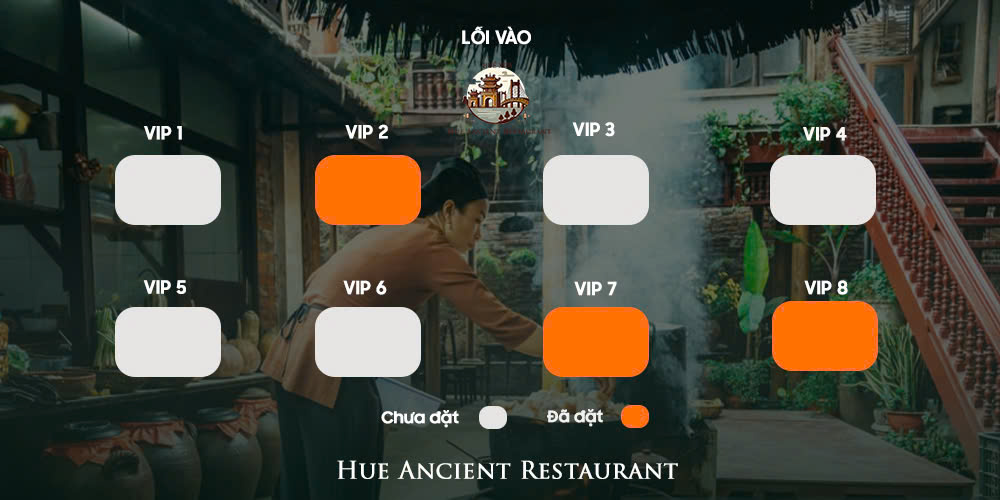 LỐI VÀO
VIP 1
VIP 2
VIP 3
VIP 4
VIP 5
VIP 6
VIP 7
VIP 8
Chưa đặt
Đã đặt
HUE ANCIENT RESTAURANT